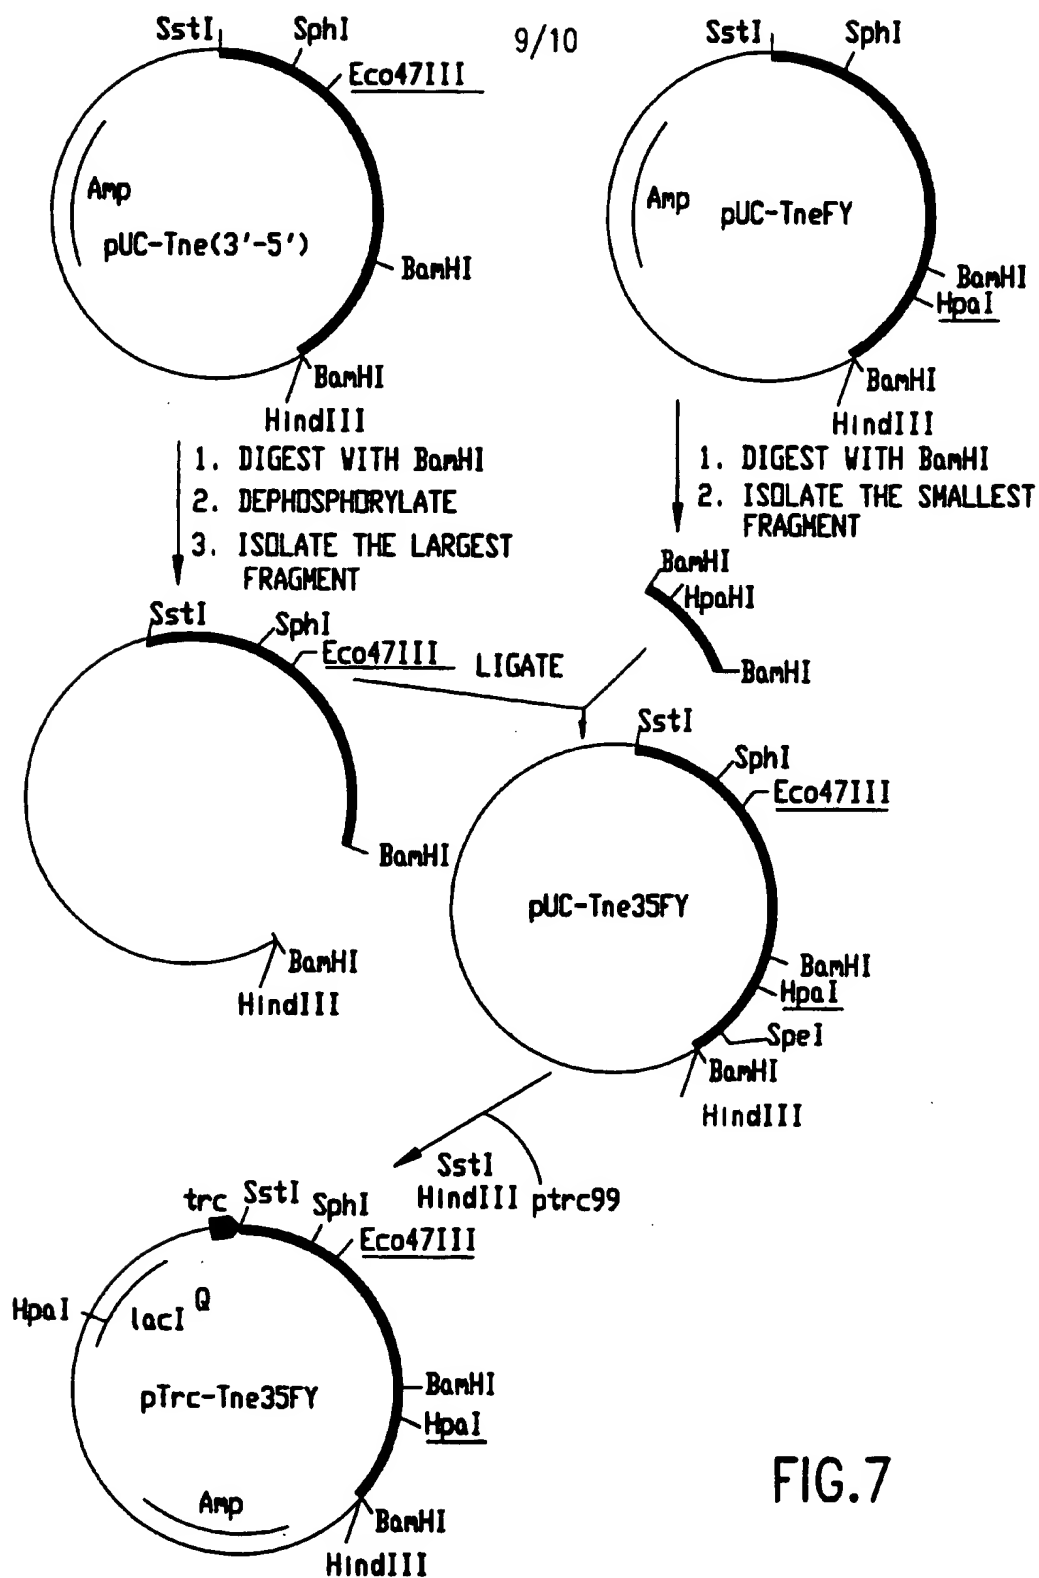 9/10
SstI
SphI
Eco47III
Amp
pUC-Tne(3'-5')
BamHI
BamHI
HindIII
SstI
SphI
Amp
pUC-TneFY
BamHI
HpaI
BamHI
HindIII
1. DIGEST WITH BamHI
2. DEPHOSPHORYLATE
3. ISOLATE THE LARGEST
FRAGMENT
1. DIGEST WITH BamHI
2. ISOLATE THE SMALLEST
FRAGMENT
BamHI
HpaHI
BamHI
SstI
SphI
Eco47III
LIGATE
BamHI
BamHI
HindIII
SstI
SphI
Eco47III
pUC-Tne35FY
BamHI
HpaI
SpeI
BamHI
HindIII
SstI
HindIII ptrc99
trc
SstI
SphI
Eco47III
HpaI
lacI Q
pTrc-Tne35FY
BamHI
HpaI
Amp
BamHI
HindIII
FIG.7